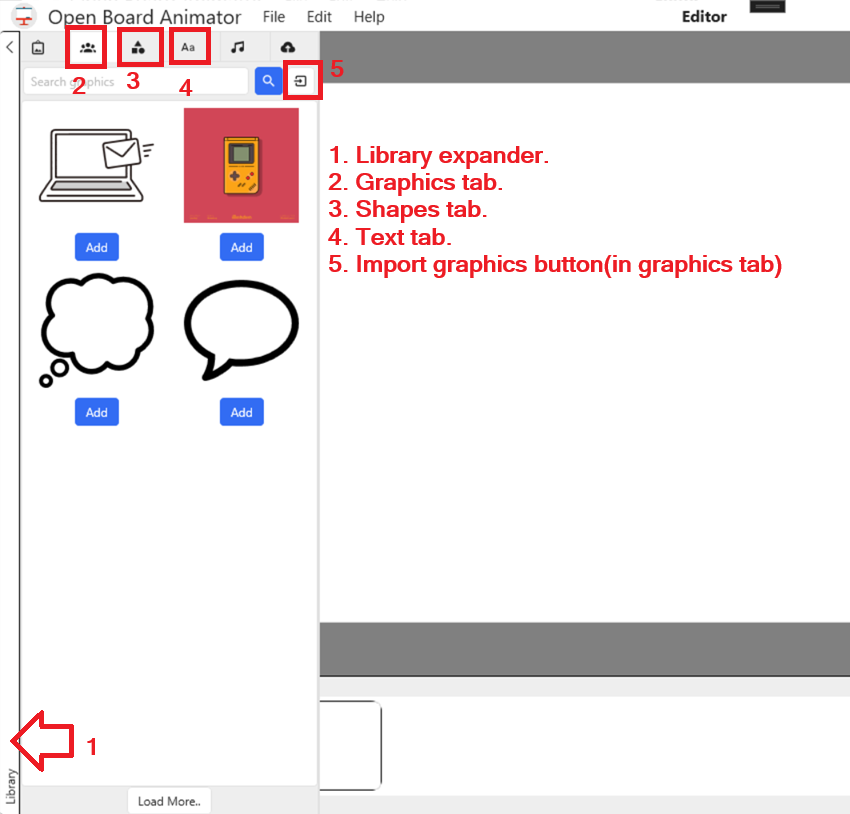 Open Board Animator File Edit Help Editor
Aa
5
Search graphics
2 3 4
1. Library expander.
2. Graphics tab.
3. Shapes tab.
4. Text tab.
5. Import graphics button(in graphics tab)
Add Add
Add Add
1
Library
Load More..